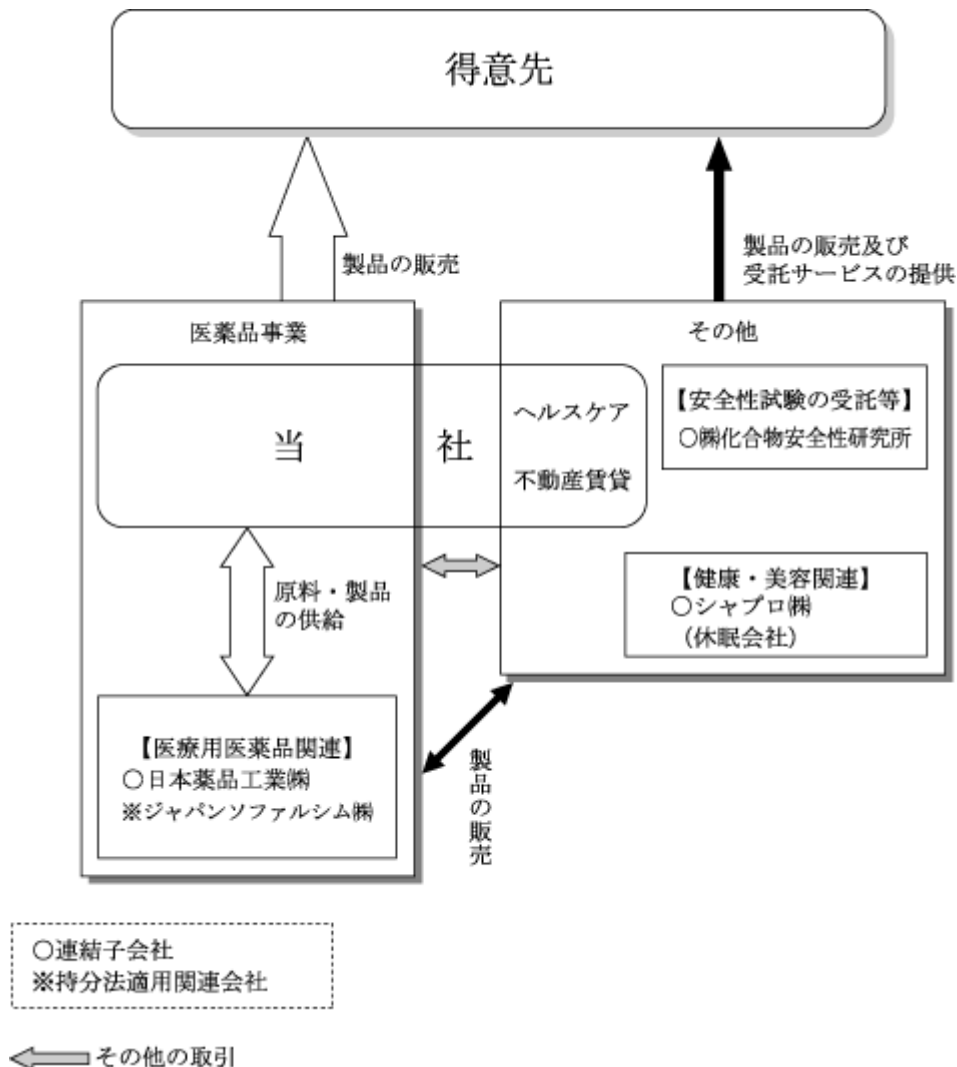 得意先
製品の販売
製品の販売及び
受託サービスの提供
医薬品事業
その他
当社
ヘルスケア
不動産賃貸
【安全性試験の受託等】
○㈱化合物安全性研究所
原料・製品
の供給
【健康・美容関連】
○シャプロ㈱
（休眠会社）
【医療用医薬品関連】
○日本薬品工業㈱
※ジャパンソファルシム㈱
製品の販売
○連結子会社
※持分法適用関連会社
その他の取引